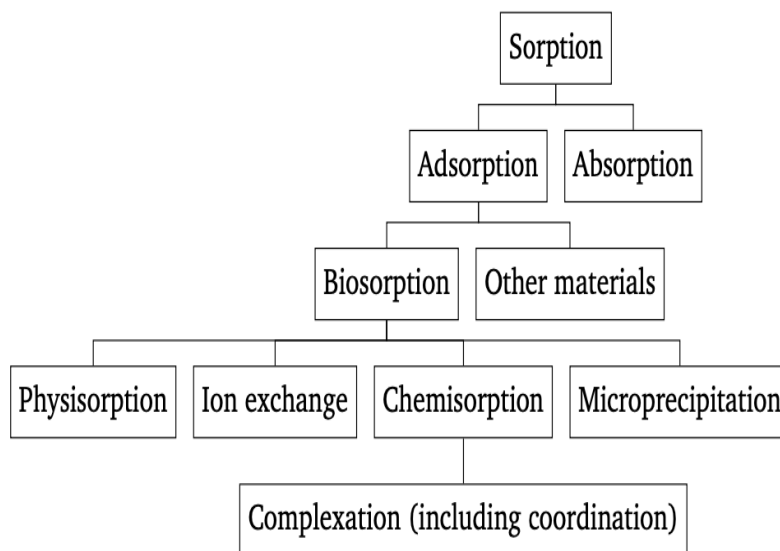 Sorption
Adsorption
Absorption
Biosorption
Other materials
Physisorption
Ion exchange
Chemisorption
Microprecipitation
Complexation (including coordination)